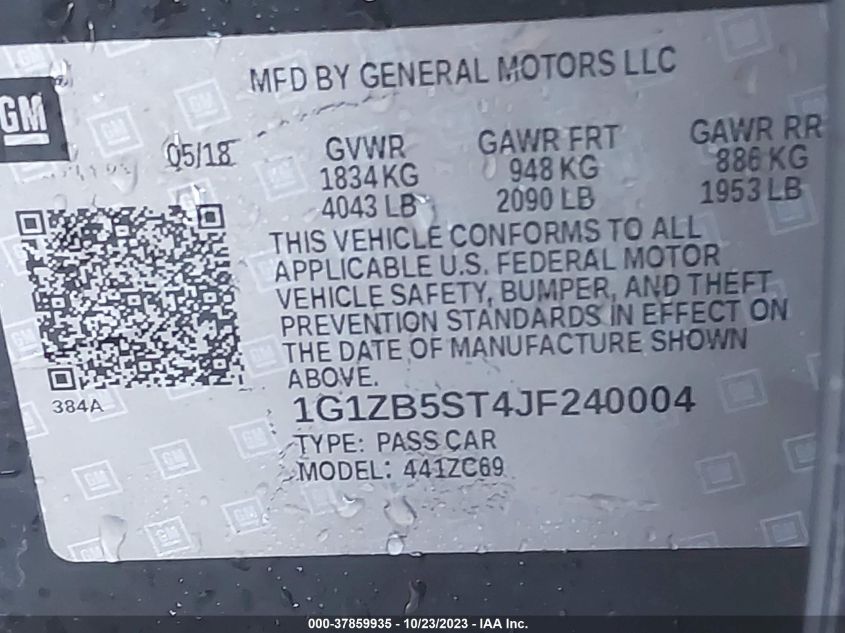 GM
MFD BY GENERAL MOTORS LLC
05/18
GVWR
1834 KG
4043 LB
GAWR FRT
948 KG
2090 LB
GAWR RR
886 KG
1953 LB
THIS VEHICLE CONFORMS TO ALL
APPLICABLE U.S. FEDERAL MOTOR
VEHICLE SAFETY, BUMPER, AND THEFT
PREVENTION STANDARDS IN EFFECT ON
THE DATE OF MANUFACTURE SHOWN
ABOVE.
384A
1G1ZB5ST4JF240004
TYPE: PASS CAR
MODEL: 441ZC69
000-37859935 - 10/23/2023 - IAA Inc.